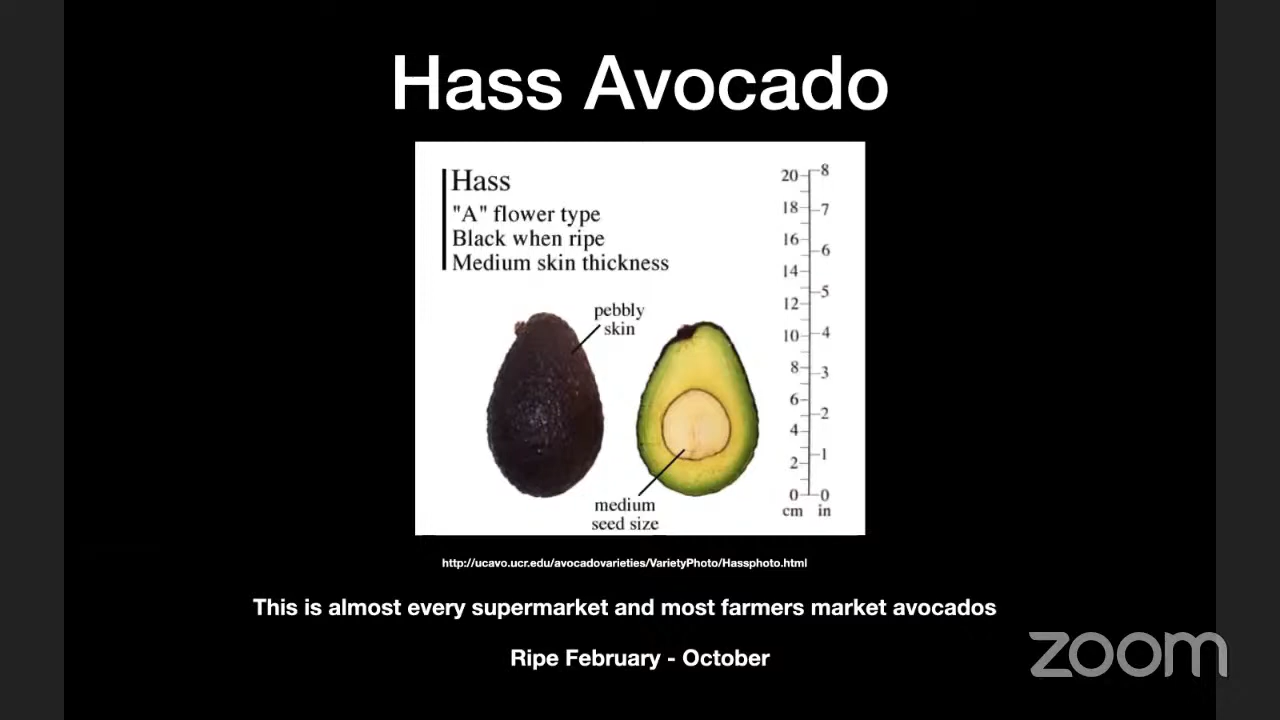 Hass Avocado
Hass
"A" flower type
Black when ripe
Medium skin thickness
pebbly
skin
medium
seed size
20 8
18 7
16 6
14
12 5
10 4
8 3
6 2
4 1
2
0 0
cm in
http://ucavo.ucr.edu/avocadovarieties/VarietyPhoto/Hassphoto.html
This is almost every supermarket and most farmers market avocados
Ripe February - October
zoom